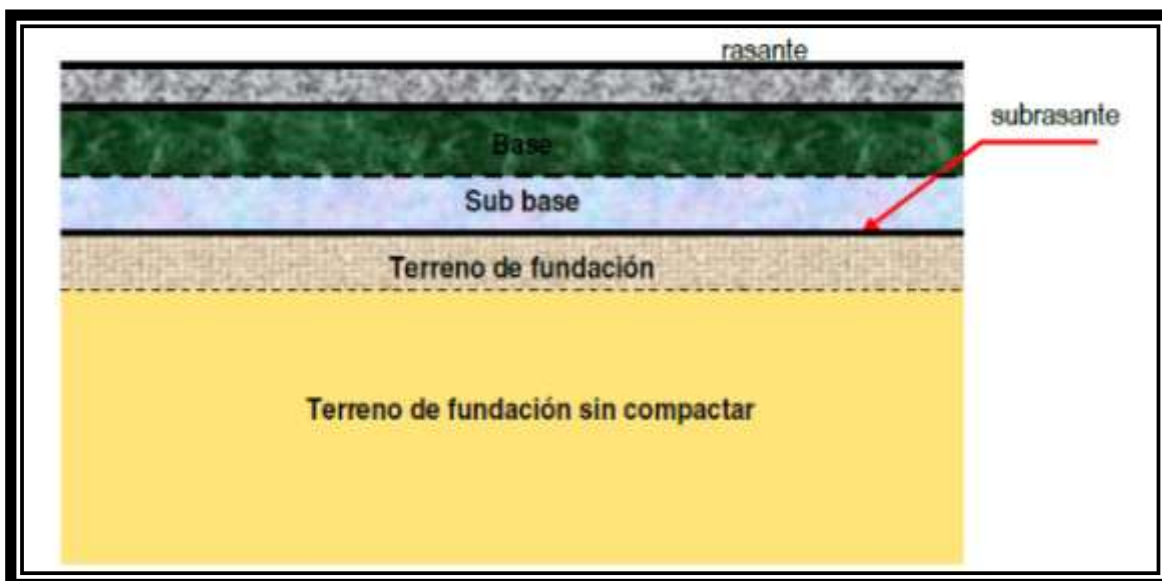 rasante
subrasante
Base
Sub base
Terreno de fundación
Terreno de fundación sin compactar